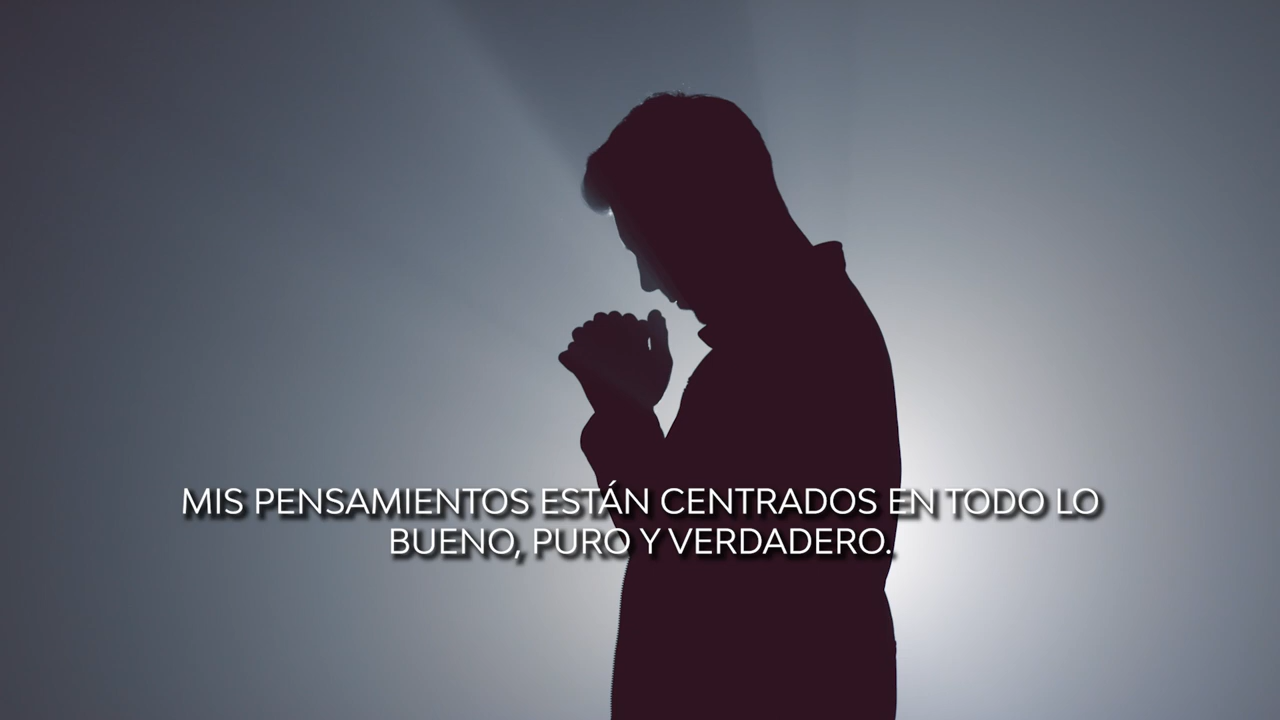 MIS PENSAMIENTOS ESTÁN CENTRADOS EN TODO LO
BUENO, PURO Y VERDADERO.